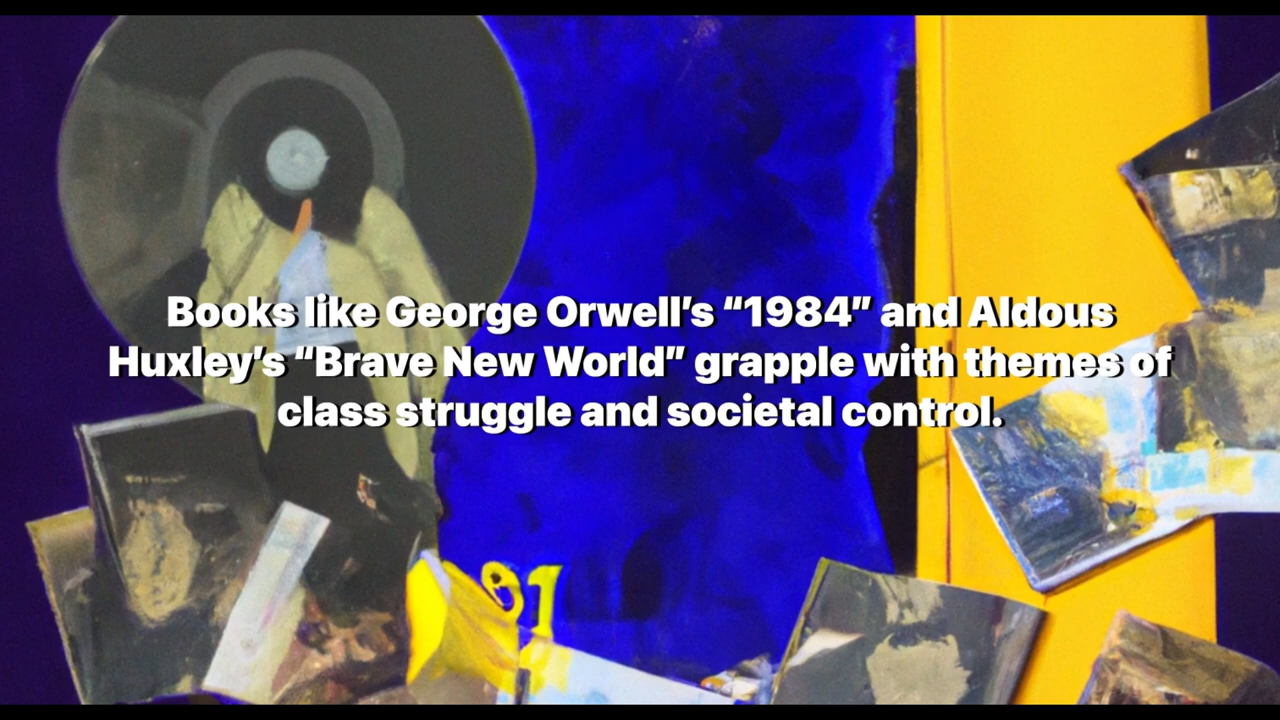 Books like George Orwell’s “1984” and Aldous
Huxley’s “Brave New World” grapple with themes of
class struggle and societal control.
91